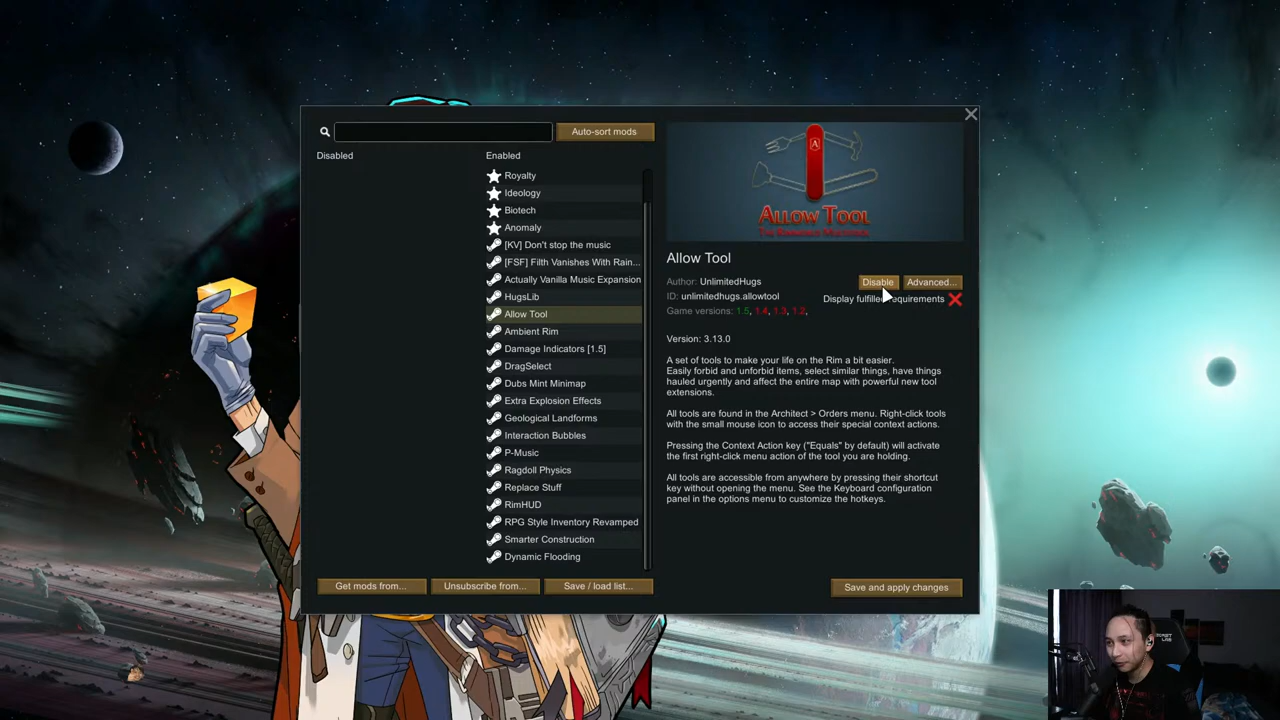 Auto-sort mods
Disabled
Enabled
Royalty
Ideology
Biotech
Anomaly
[KV] Don't stop the music
[FSF] Filth Vanishes With Rain...
Actually Vanilla Music Expansion
HugsLib
Allow Tool
Ambient Rim
Damage Indicators [1.5]
DragSelect
Dubs Mint Minimap
Extra Explosion Effects
Geological Landforms
Interaction Bubbles
P-Music
Ragdoll Physics
Replace Stuff
RimHUD
RPG Style Inventory Revamped
Smarter Construction
Dynamic Flooding
Get mods from...
Unsubscribe from...
Save / load list...
A
ALLOW TOOL
Allow Tool
Author: UnlimitedHugs
Disable
Advanced...
ID: unlimitedhugs.allowtool
Display fulfilled requirements
Game versions: 1.5, 1.4, 1.3, 1.2,
Version: 3.13.0
A set of tools to make your life on the Rim a bit easier.
Easily forbid and unforbid items, select similar things, have things
hauled urgently and affect the entire map with powerful new tool
extensions.
All tools are found in the Architect > Orders menu. Right-click tools
with the small mouse icon to access their special context actions.
Pressing the Context Action key ("Equals" by default) will activate
the first right-click menu action of the tool you are holding.
All tools are accessible from anywhere by pressing their shortcut
key without opening the menu. See the Keyboard configuration
panel in the options menu to customize the hotkeys.
Save and apply changes